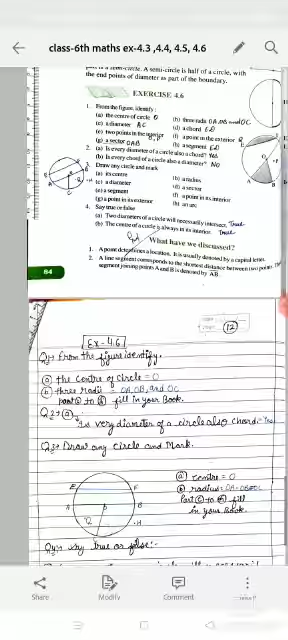 class-6th maths ex-4.3 ,4.4, 4.5, 4.6
A semi-circle is half of a circle, with
the end points of diameter as part of the boundary.
EXERCISE 4.6
1. From the figure, identify :
(a) the centre of circle O (b) three radii OA, OB and OC
(c) a diameter AC (d) a chord ED
(e) two points in the interior (f) a point in the exterior
(g) a sector OAB (h) a segment ED
2. (a) Is every diameter of a circle also a chord? Yes
(b) Is every chord of a circle also a diameter? NO
3. Draw any circle and mark
(a) its centre (b) a radius
(c) a diameter (d) a sector
(e) a segment (f) a point in its interior
(g) a point in its exterior (h) an arc
4. Say true or false
(a) Two diameters of a circle will necessarily intersect. True
(b) The centre of a circle is always in its interior. True
What have we discussed?
1. A point determines a location. It is usually denoted by a capital letter.
2. A line segment corresponds to the shortest distance between two points. The
segment joining points A and B is denoted by AB.
84
12
Ex-4.6
Q1 From the figure identify.
(a) the centre of circle = O
(b) three radii = OA, OB, and OC
Part (c) to (h) fill in your Book.
Q2 (a)
Is very diameter of a circle also chord =
Q3 Draw any circle and Mark.
(a) centre = O
(b) radius =
Part (c) to fill
in your Book
E F
A O B
H
Q4 Say true or false:-
Share Modify Comment